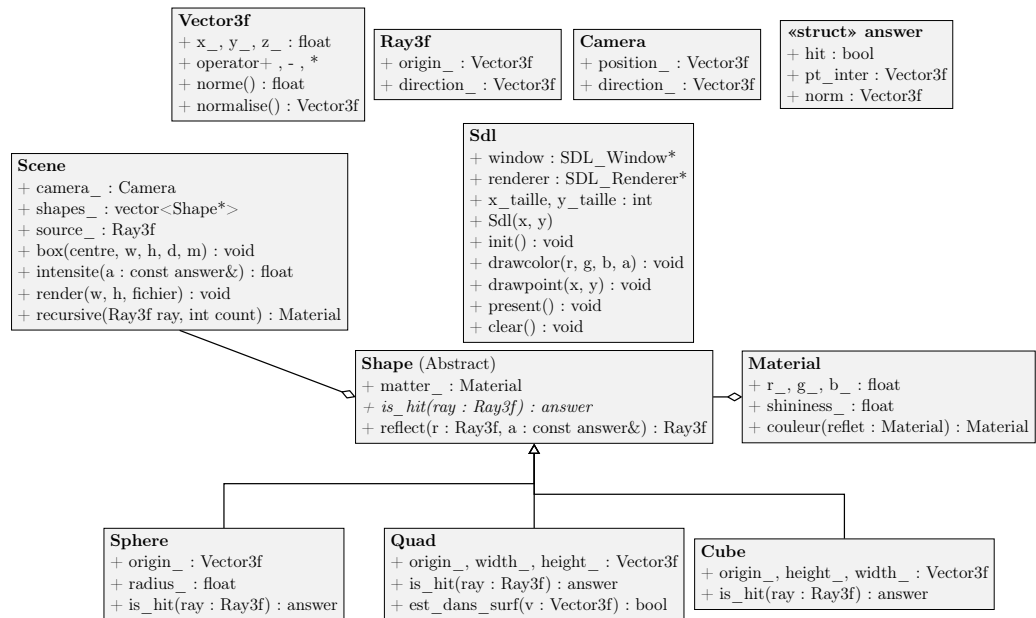 Vector3f
+ x_, y_, z_ : float
+ operator+ , - , *
+ norme() : float
+ normalise() : Vector3f
Ray3f
+ origin_ : Vector3f
+ direction_ : Vector3f
Camera
+ position_ : Vector3f
+ direction_ : Vector3f
«struct» answer
+ hit : bool
+ pt_inter : Vector3f
+ norm : Vector3f
Scene
+ camera_ : Camera
+ shapes_ : vector<Shape*>
+ source_ : Ray3f
+ box(centre, w, h, d, m) : void
+ intensite(a : const answer&) : float
+ render(w, h, fichier) : void
+ recursive(Ray3f ray, int count) : Material
Sdl
+ window : SDL_Window*
+ renderer : SDL_Renderer*
+ x_taille, y_taille : int
+ Sdl(x, y)
+ init() : void
+ drawcolor(r, g, b, a) : void
+ drawpoint(x, y) : void
+ present() : void
+ clear() : void
Shape (Abstract)
+ matter_ : Material
+ is_hit(ray : Ray3f) : answer
+ reflect(r : Ray3f, a : const answer&) : Ray3f
Material
+ r_, g_, b_ : float
+ shininess_ : float
+ couleur(reflet : Material) : Material
Sphere
+ origin_ : Vector3f
+ radius_ : float
+ is_hit(ray : Ray3f) : answer
Quad
+ origin_, width_, height_ : Vector3f
+ is_hit(ray : Ray3f) : answer
+ est_dans_surf(v : Vector3f) : bool
Cube
+ origin_, height_, width_ : Vector3f
+ is_hit(ray : Ray3f) : answer